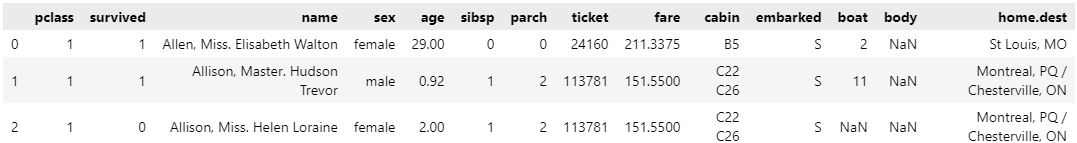 pclass survived name sex age sibsp parch ticket fare cabin embarked boat body home.dest
0 1 1 Allen, Miss. Elisabeth Walton female 29.00 0 0 24160 211.3375 B5 S 2 NaN St Louis, MO
1 1 1 Allison, Master. Hudson Trevor male 0.92 1 2 113781 151.5500 C22 C26 S 11 NaN Montreal, PQ / Chesterville, ON
2 1 0 Allison, Miss. Helen Loraine female 2.00 1 2 113781 151.5500 C22 C26 S NaN NaN Montreal, PQ / Chesterville, ON